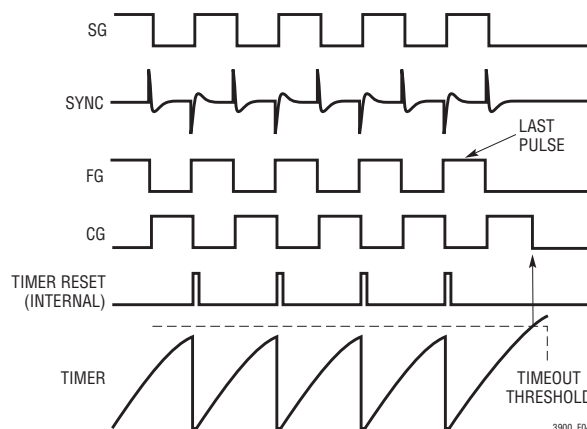 SG
SYNC
LAST
PULSE
FG
CG
TIMER RESET
(INTERNAL)
TIMER
TIMEOUT
THRESHOLD